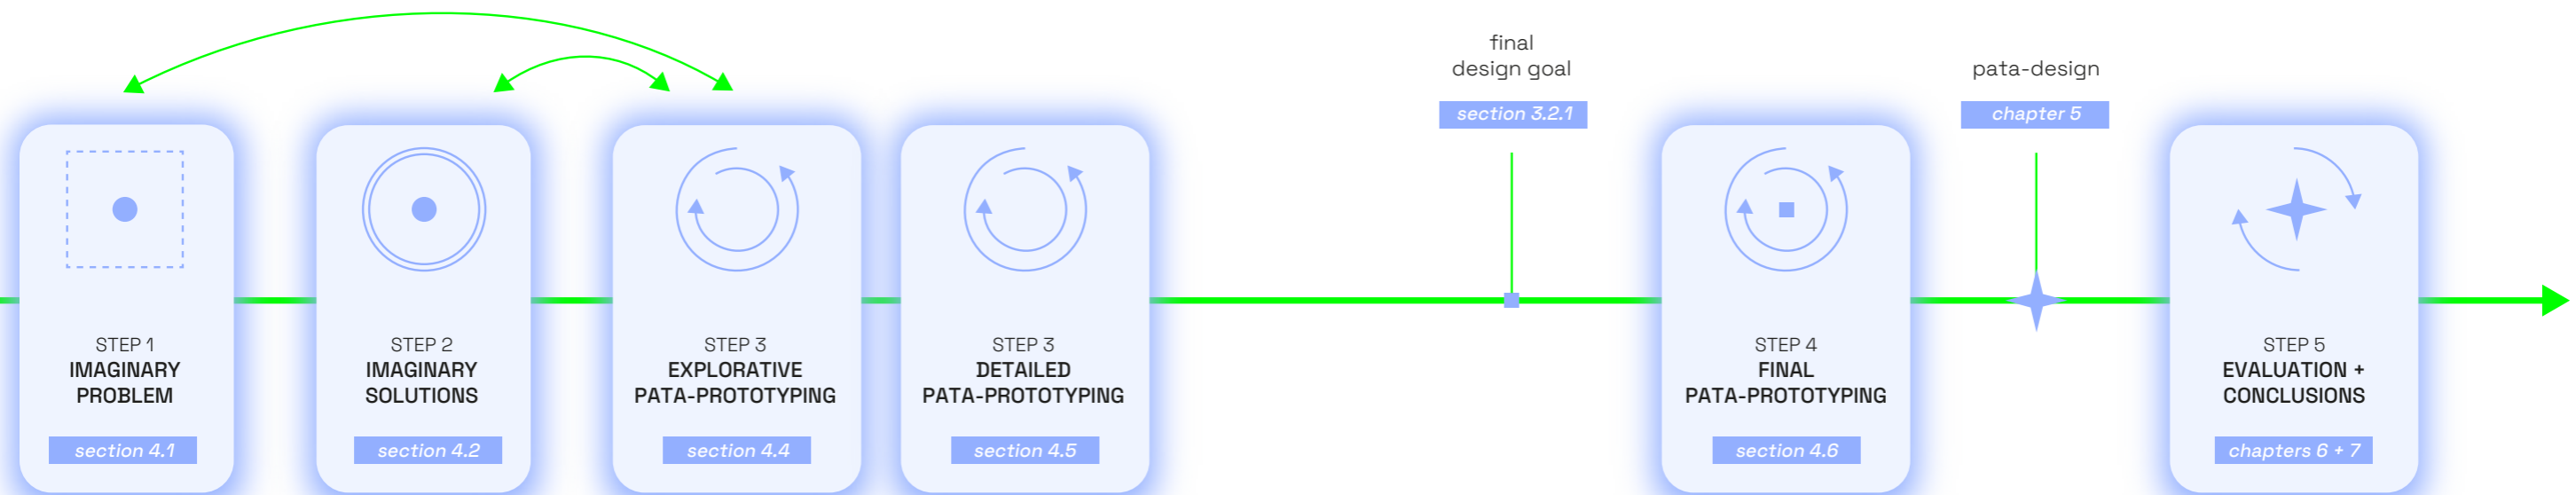 final
design goal
section 3.2.1
pata-design
chapter 5
STEP 1
IMAGINARY
PROBLEM
section 4.1
STEP 2
IMAGINARY
SOLUTIONS
section 4.2
STEP 3
EXPLORATIVE
PATA-PROTOTYPING
section 4.4
STEP 3
DETAILED
PATA-PROTOTYPING
section 4.5
STEP 4
FINAL
PATA-PROTOTYPING
section 4.6
STEP 5
EVALUATION +
CONCLUSIONS
chapters 6 + 7